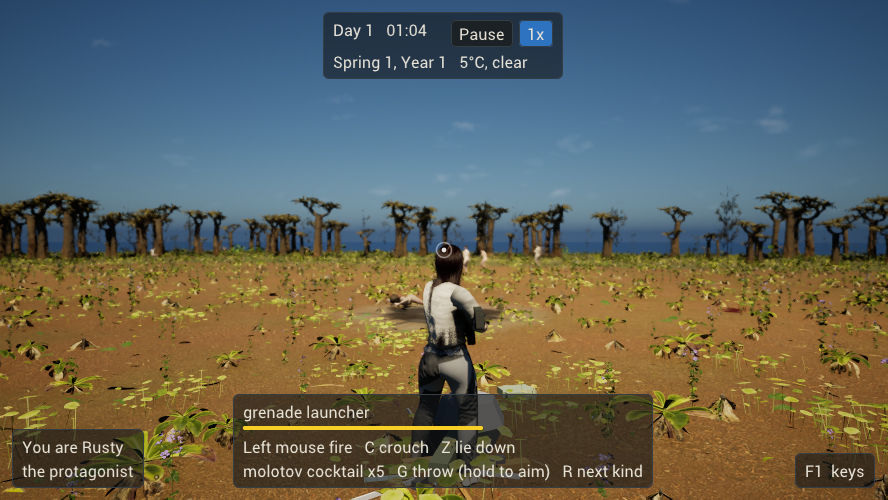 Day 1 01:04 Pause 1x
Spring 1, Year 1 5°C, clear
grenade launcher
Left mouse fire C crouch Z lie down
molotov cocktail x5 G throw (hold to aim) R next kind
You are Rusty
the protagonist
F1 keys